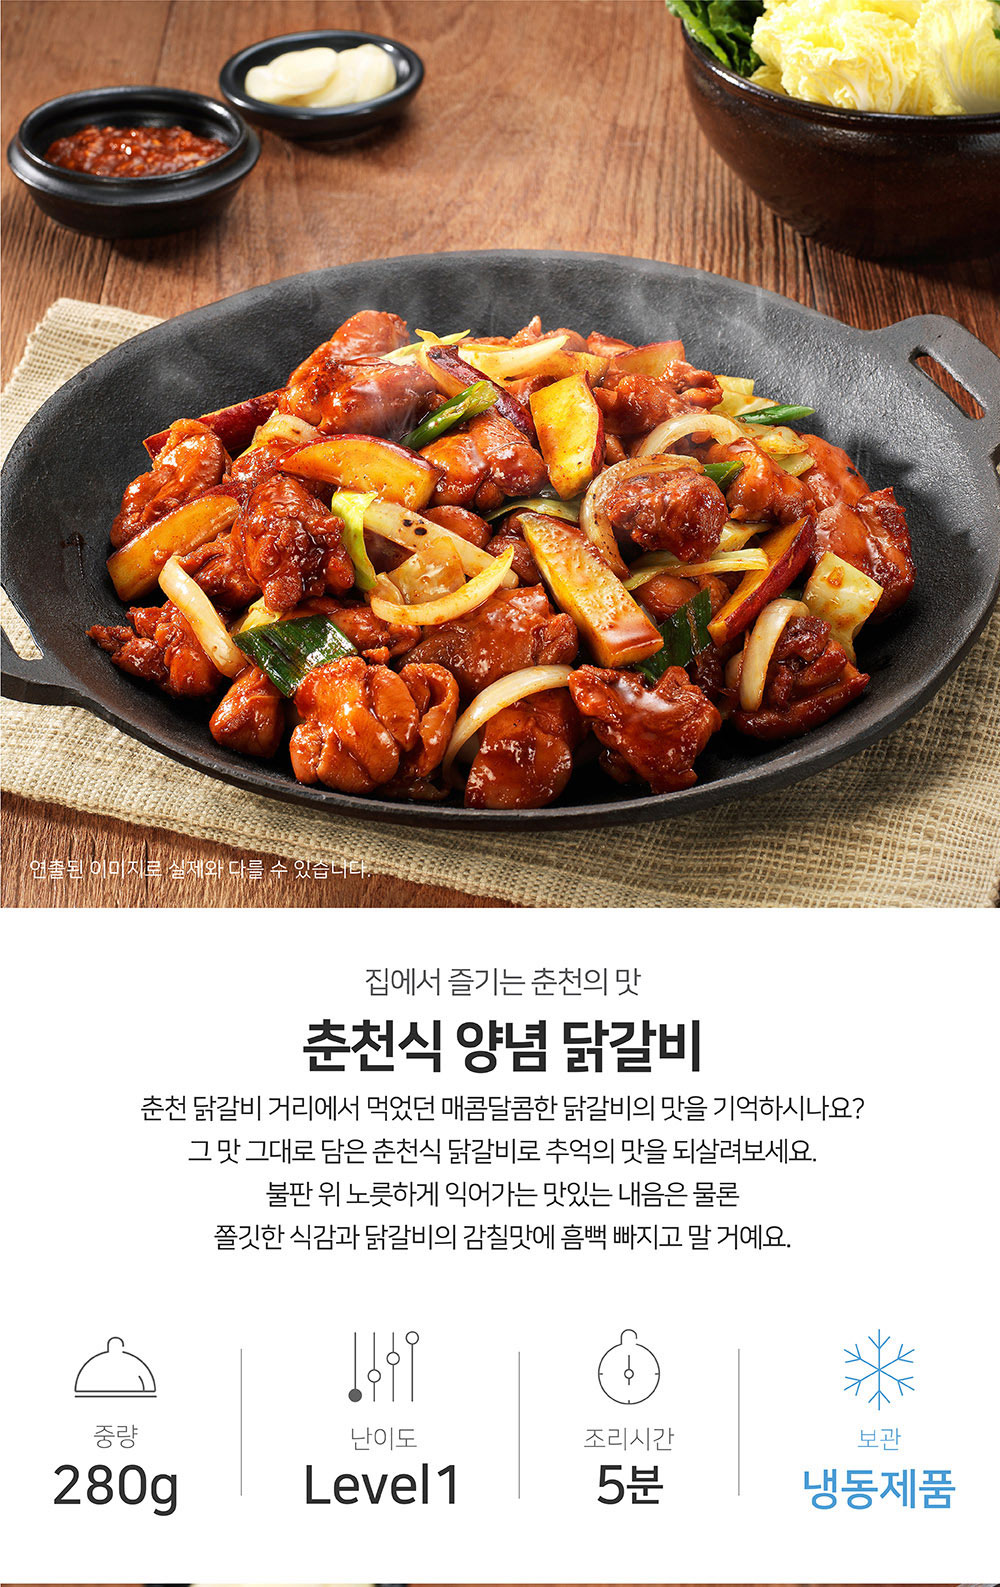 연출된 이미지로 실제와 다를 수 있습니다.
집에서 즐기는 춘천의 맛
춘천식 양념 닭갈비
춘천 닭갈비 거리에서 먹었던 매콤달콤한 닭갈비의 맛을 기억하시나요?
그 맛 그대로 담은 춘천식 닭갈비로 추억의 맛을 되살려보세요.
불판 위 노릇하게 익어가는 맛있는 내음은 물론
쫄깃한 식감과 닭갈비의 감칠맛에 흠뻑 빠지고 말 거예요.
중량
280g
난이도
Level1
조리시간
5분
보관
냉동제품